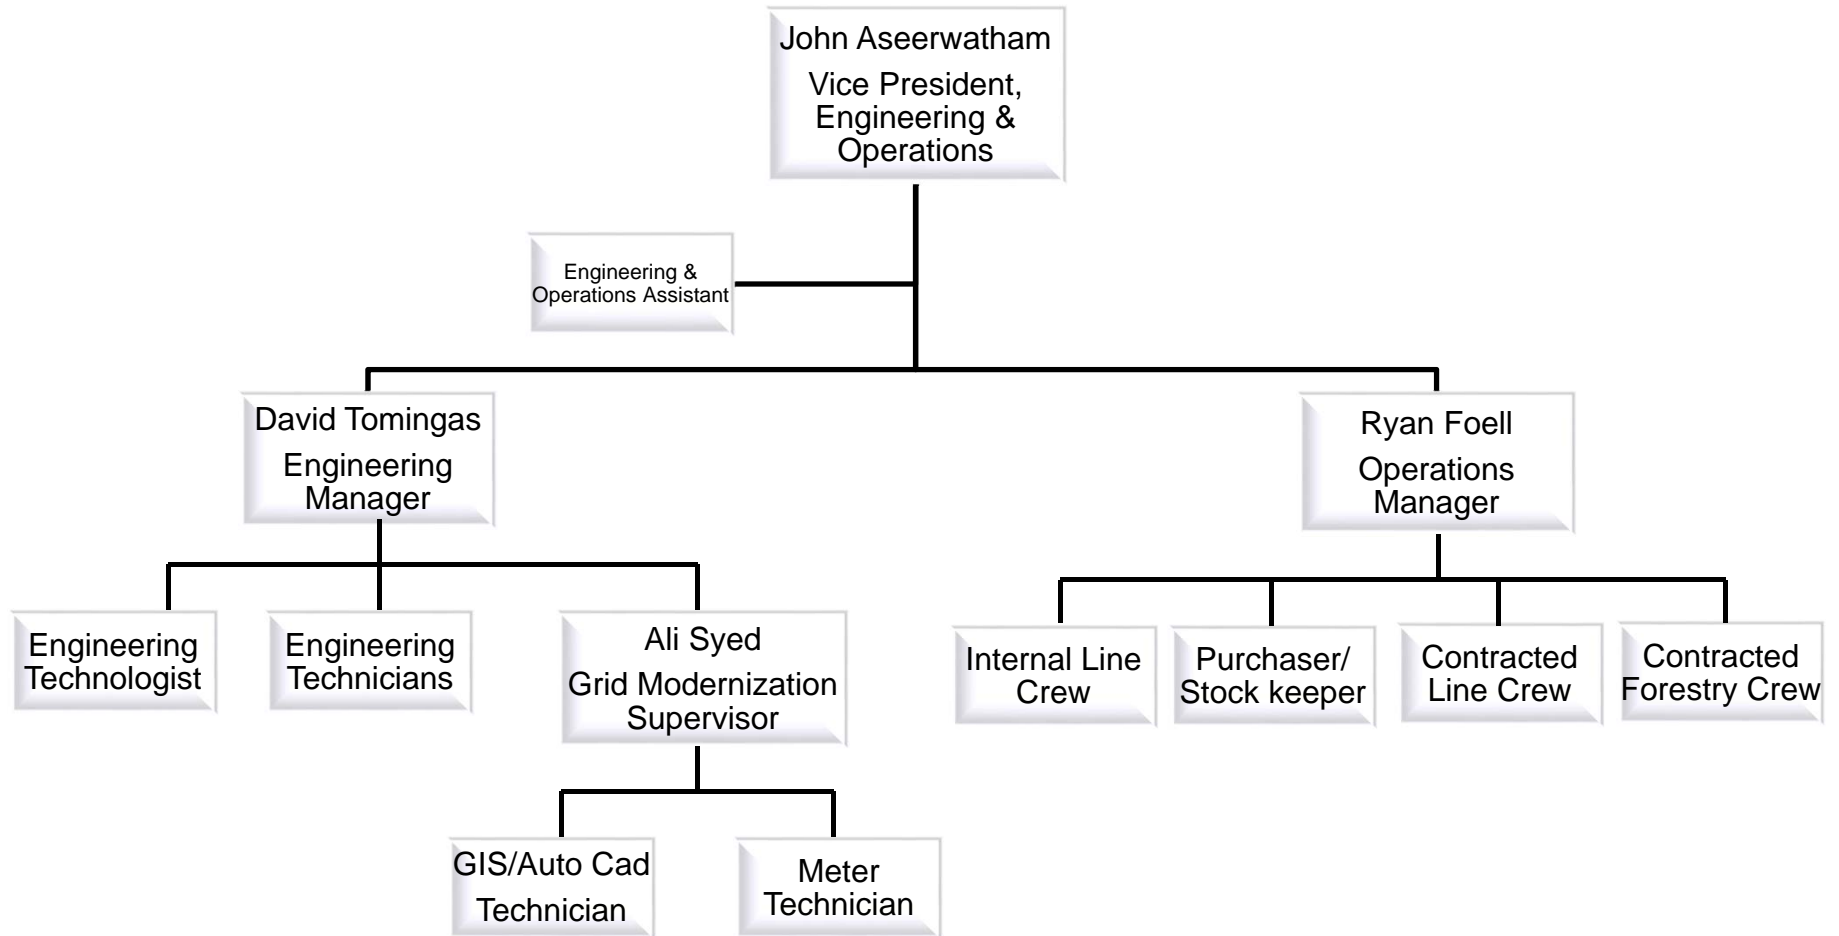 John Aseerwatham
Vice President,
Engineering &
Operations
Engineering &
Operations Assistant
David Tomingas
Engineering
Manager
Ryan Foell
Operations
Manager
Engineering
Technologist
Engineering
Technicians
Ali Syed
Grid Modernization
Supervisor
Internal Line
Crew
Purchaser/
Stock keeper
Contracted
Line Crew
Contracted
Forestry Crew
GIS/Auto Cad
Technician
Meter
Technician